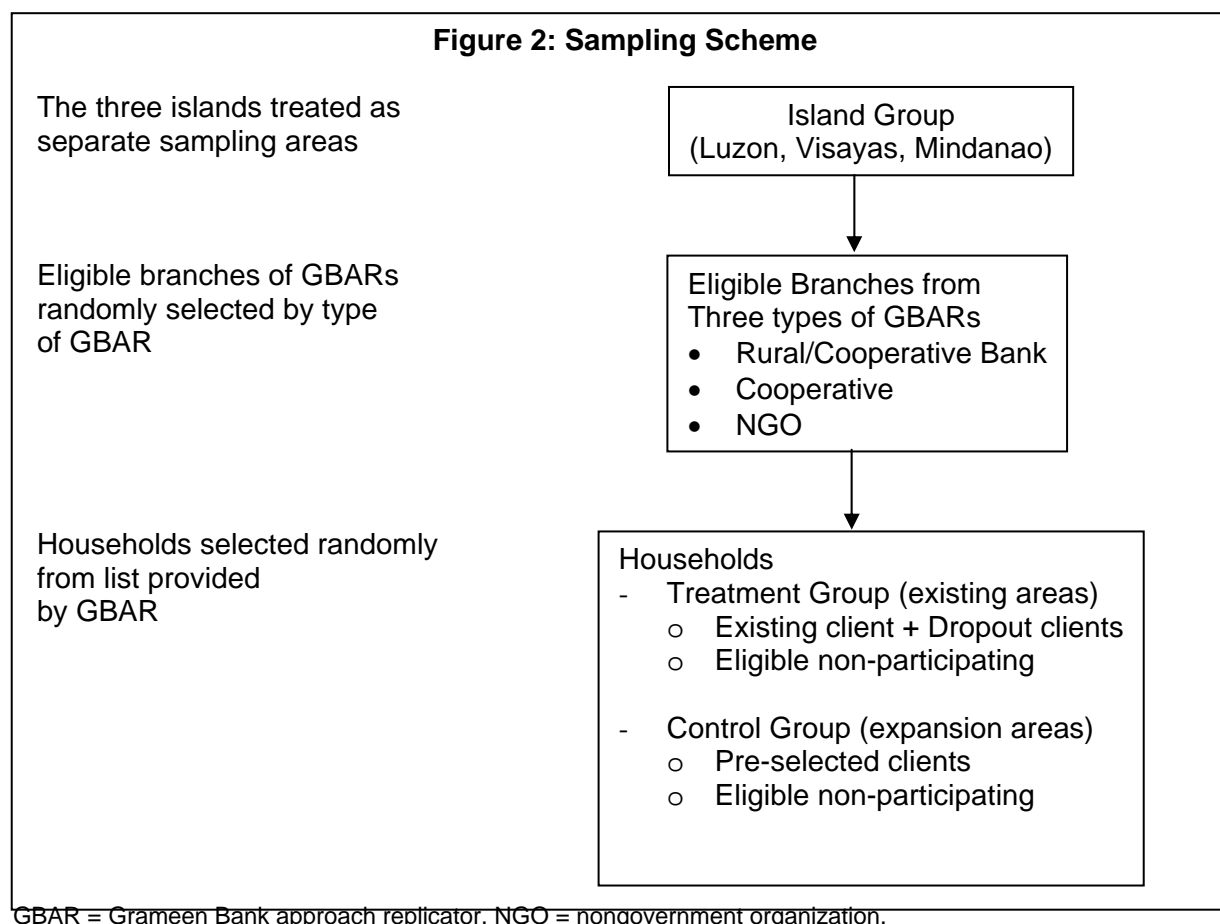 Figure 2: Sampling Scheme
The three islands treated as
separate sampling areas
Island Group
(Luzon, Visayas, Mindanao)
Eligible branches of GBARs
randomly selected by type
of GBAR
Eligible Branches from
Three types of GBARs
• Rural/Cooperative Bank
• Cooperative
• NGO
Households selected randomly
from list provided
by GBAR
Households
- Treatment Group (existing areas)
o Existing client + Dropout clients
o Eligible non-participating
- Control Group (expansion areas)
o Pre-selected clients
o Eligible non-participating
GBAR = Grameen Bank approach replicator, NGO = nongovernment organization.